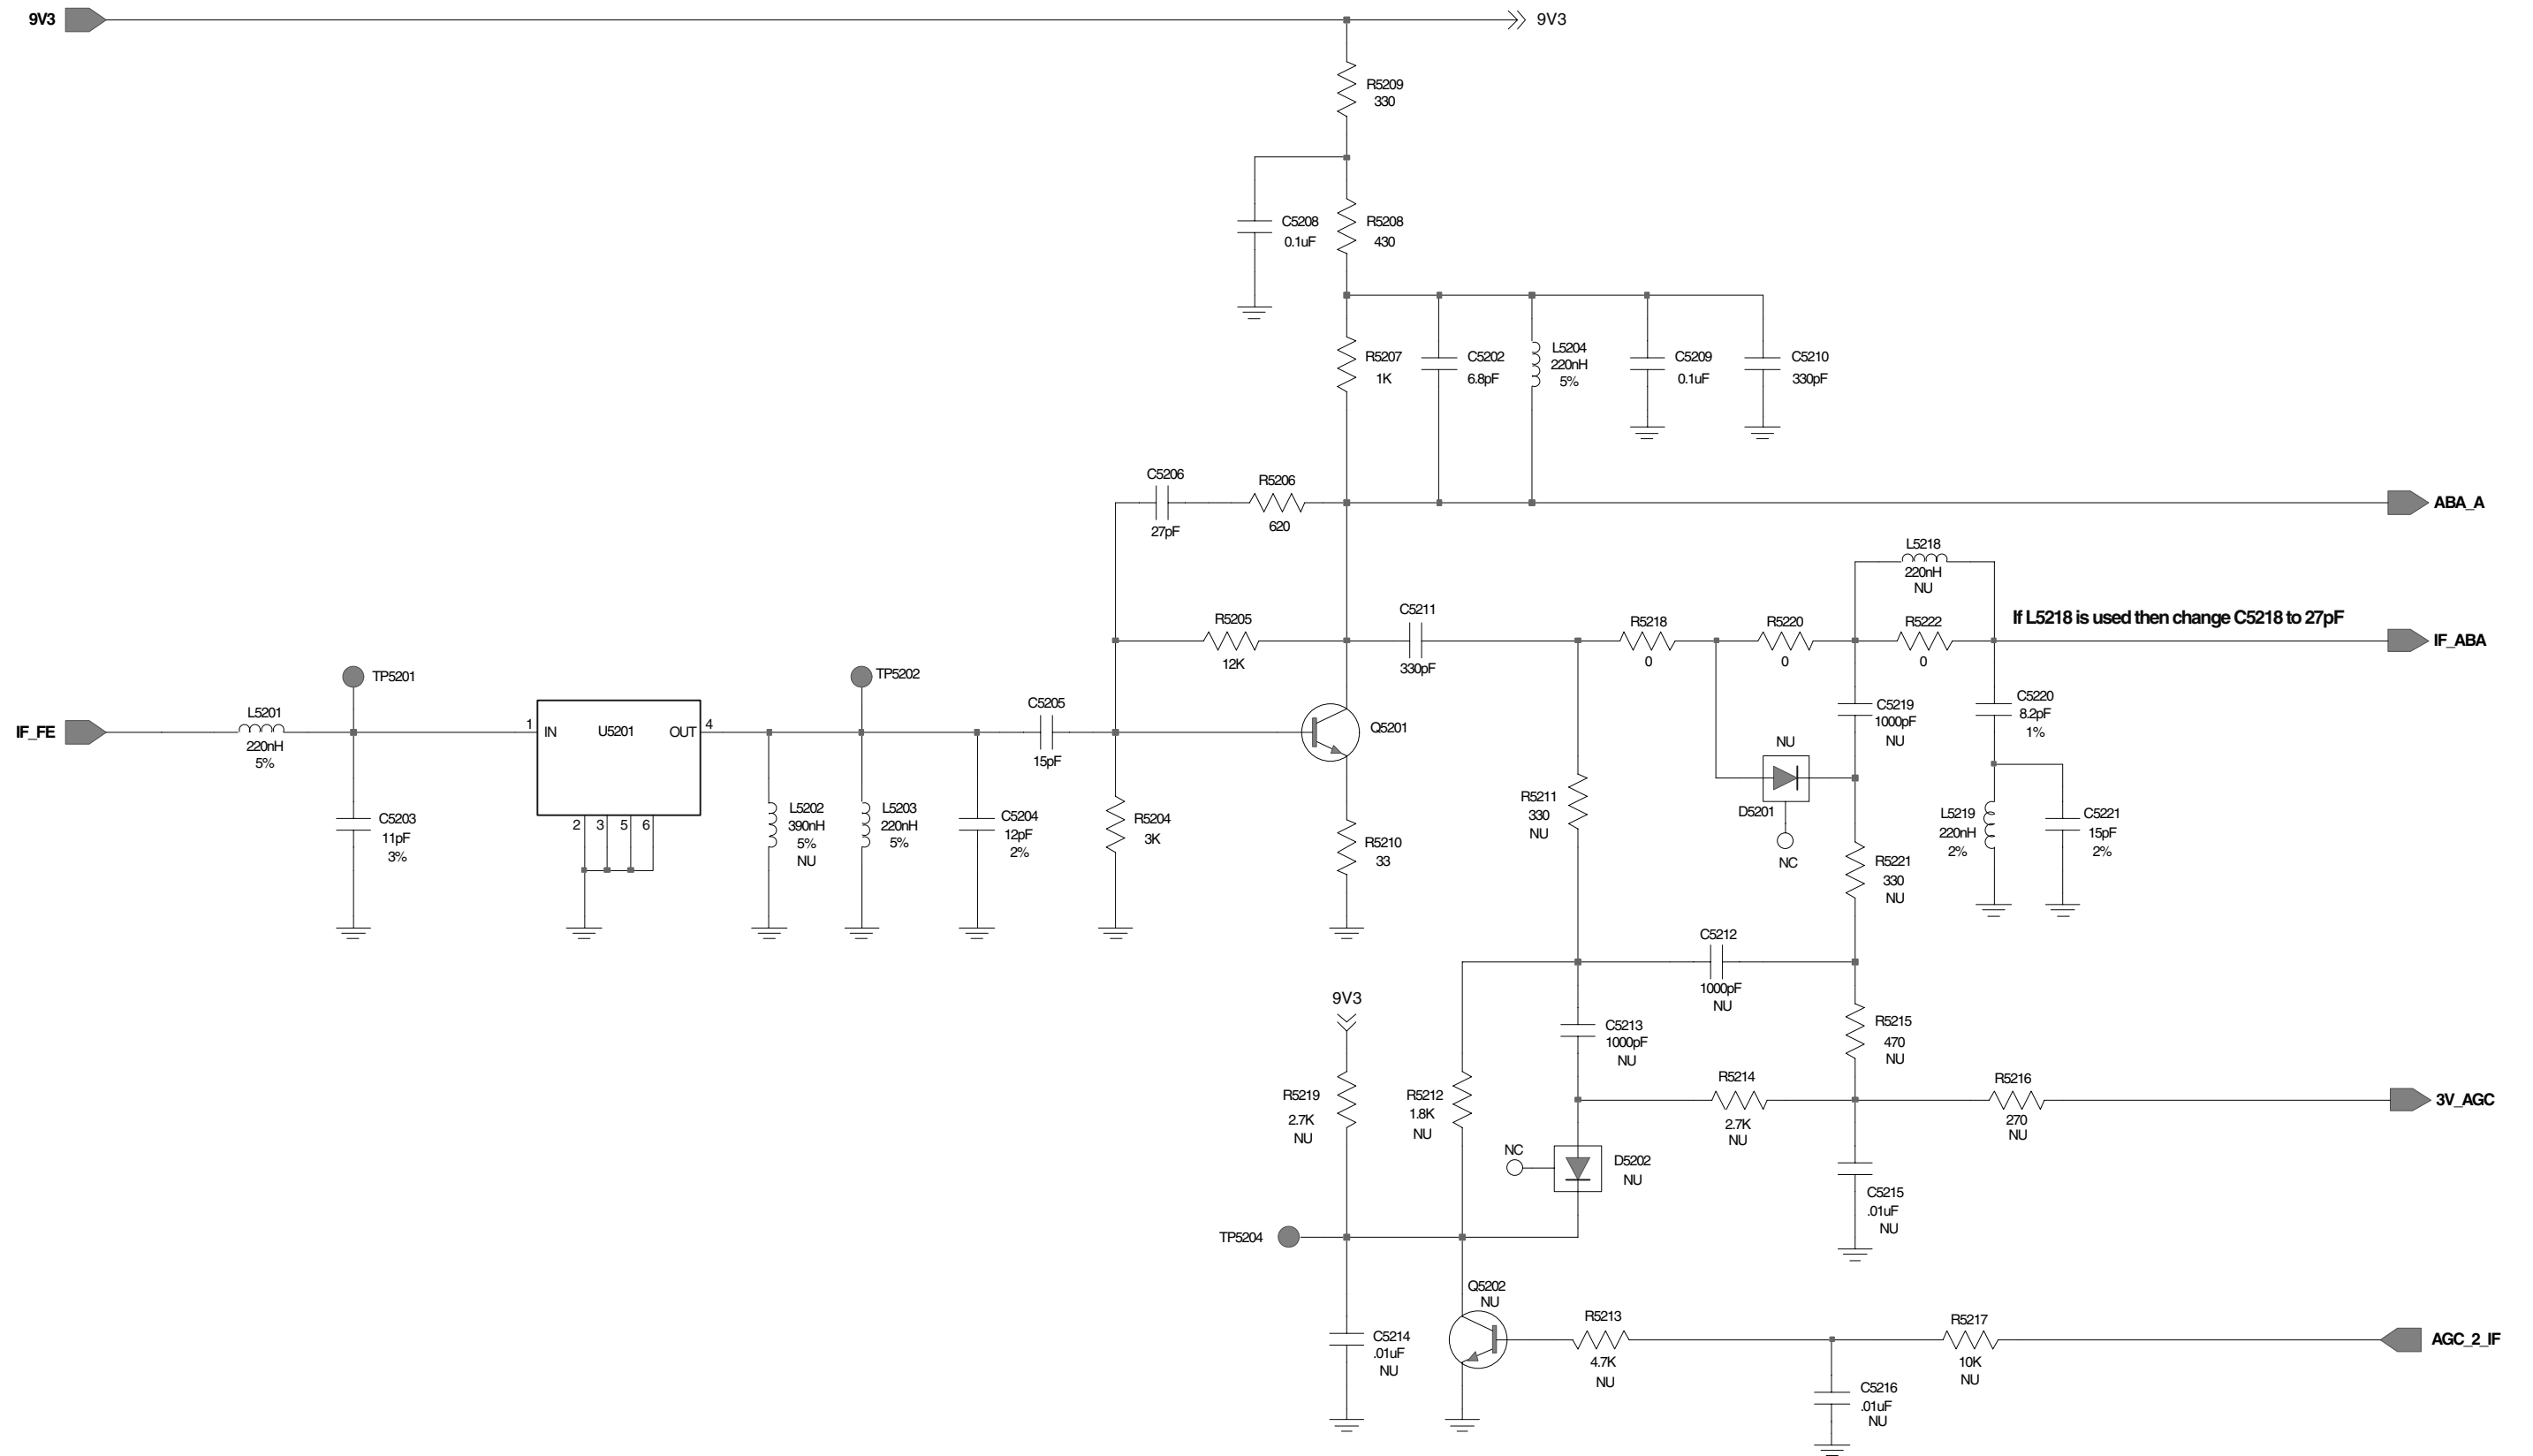 9V3
9V3
R5209
330
C5208
0.1uF
R5208
430
R5207
1K
C5202
6.8pF
L5204
220nH
5%
C5209
0.1uF
C5210
330pF
C5206
27pF
R5206
620
ABA_A
L5218
220nH
NU
If L5218 is used then change C5218 to 27pF
R5205
12K
C5211
330pF
R5218
0
R5220
0
R5222
0
IF_ABA
TP5201
TP5202
IF_FE
L5201
220nH
5%
1
IN
U5201
OUT
4
2
3
5
6
C5203
11pF
3%
L5202
390nH
5%
NU
L5203
220nH
5%
C5204
12pF
2%
C5205
15pF
R5204
3K
Q5201
R5210
33
R5211
330
NU
C5219
1000pF
NU
NU
D5201
NC
C5220
8.2pF
1%
L5219
220nH
2%
C5221
15pF
2%
R5221
330
NU
C5212
1000pF
NU
9V3
C5213
1000pF
NU
R5215
470
NU
R5219
2.7K
NU
R5212
1.8K
NU
R5214
2.7K
NU
R5216
270
NU
3V_AGC
NC
D5202
NU
C5215
.01uF
NU
TP5204
Q5202
NU
C5214
.01uF
NU
R5213
4.7K
NU
R5217
10K
NU
AGC_2_IF
C5216
.01uF
NU